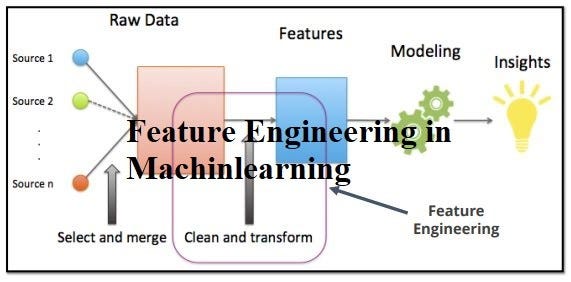 Raw Data
Features
Modeling
Insights
Source 1
Source 2
.
.
.
Source n
Feature Engineering in
Machinlearning
Select and merge
Clean and transform
Feature
Engineering